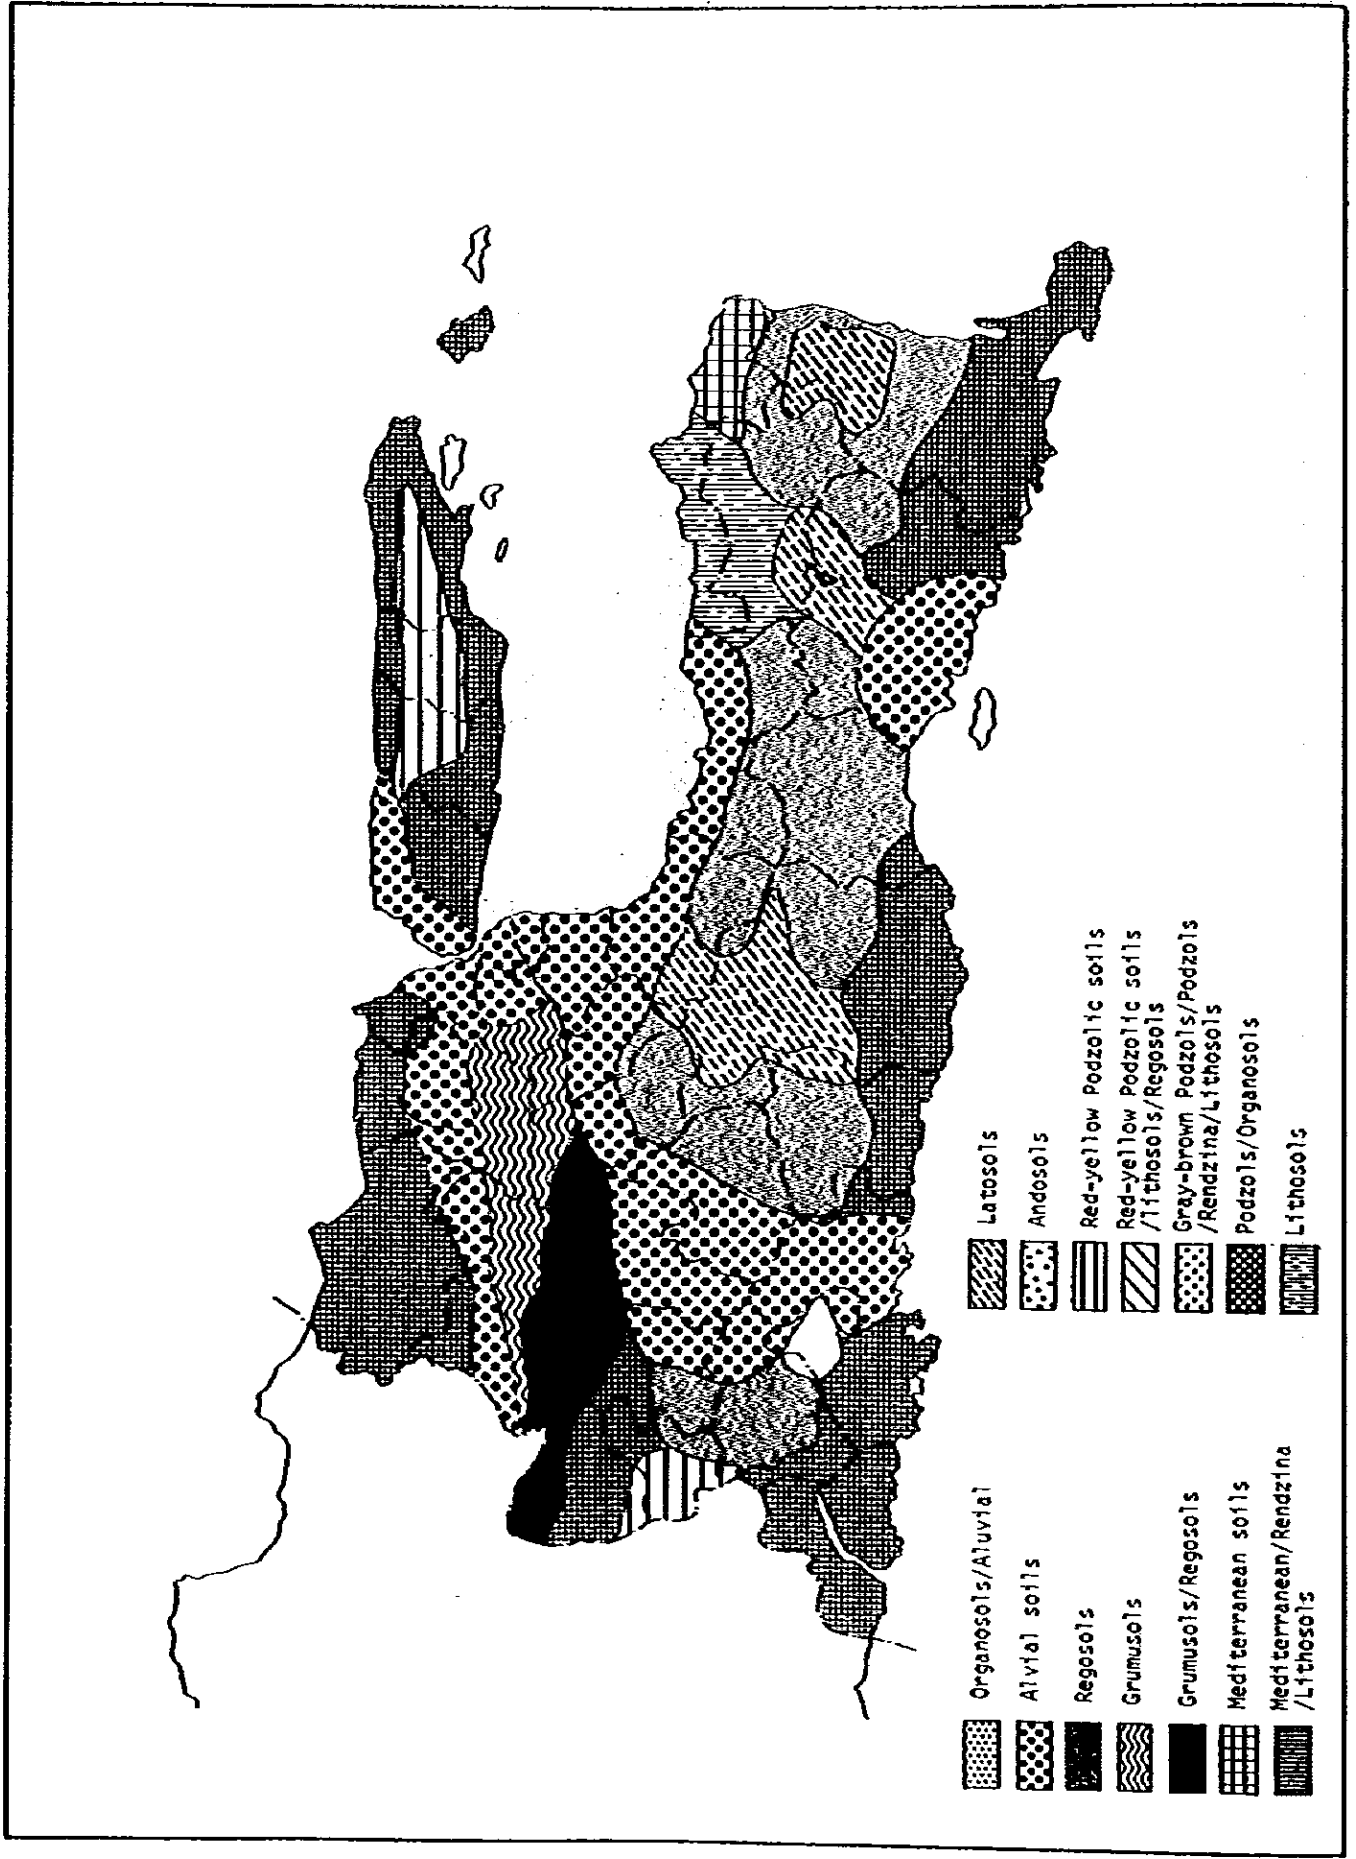 Organosols/Aluvial
Alvial soils
Regosols
Grumusols
Grumusols/Regosols
Mediterranean soils
Mediterranean/Rendzina
/Lithosols
Latosols
Andosols
Red-yellow Podzolic soils
Red-yellow Podzolic soils
/lithosols/Regosols
Gray-brown Podzols/Podzols
/Rendzina/Lithosols
Podzols/Organosols
Lithosols